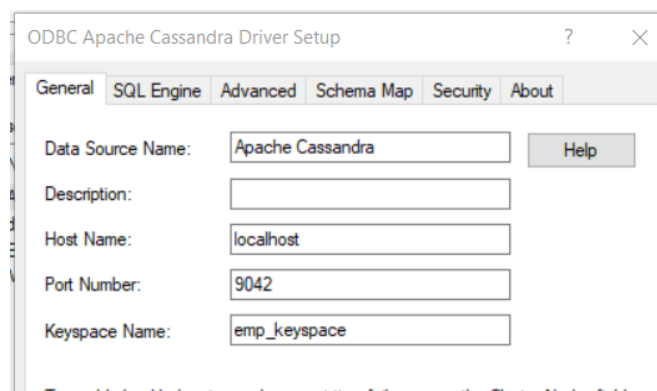 ODBC Apache Cassandra Driver Setup ?
General SQL Engine Advanced Schema Map Security About
Data Source Name: Apache Cassandra Help
Description:
Host Name: localhost
Port Number: 9042
Keyspace Name: emp_keyspace